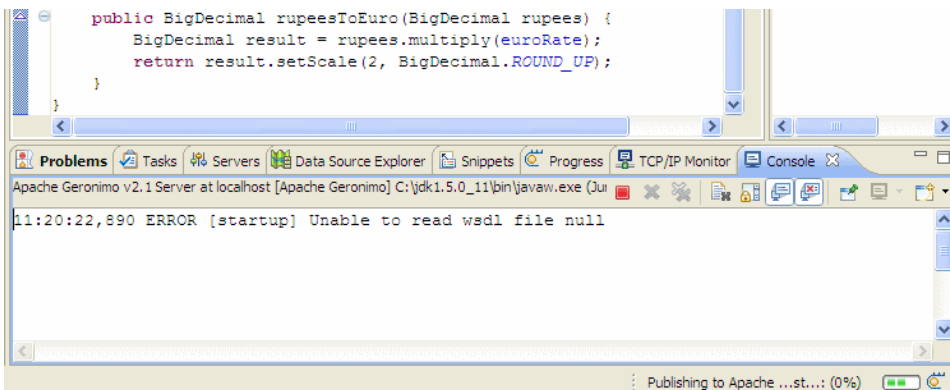 public BigDecimal rupeesToEuro(BigDecimal rupees) {
BigDecimal result = rupees.multiply(euroRate);
return result.setScale(2, BigDecimal.ROUND_UP);
}
}
Problems Tasks Servers Data Source Explorer Snippets Progress TCP/IP Monitor Console
Apache Geronimo v2.1 Server at localhost [Apache Geronimo] C:\jdk1.5.0_11\bin\javaw.exe (Jun
11:20:22,890 ERROR [startup] Unable to read wsdl file null
Publishing to Apache ...st...: (0%)